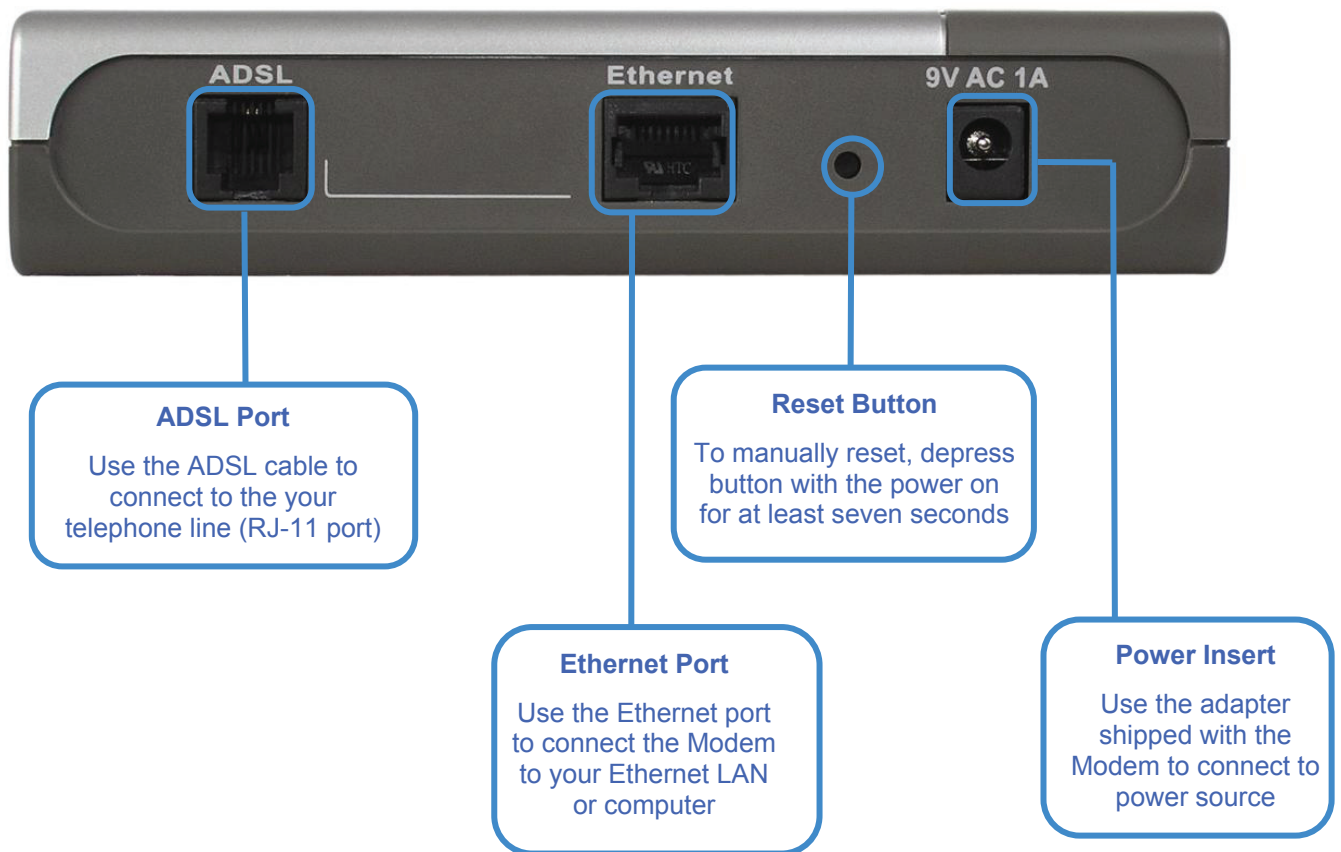 ADSL
Ethernet
9V AC 1A
HTC
ADSL Port
Use the ADSL cable to
connect to the your
telephone line (RJ-11 port)
Reset Button
To manually reset, depress
button with the power on
for at least seven seconds
Ethernet Port
Use the Ethernet port
to connect the Modem
to your Ethernet LAN
or computer
Power Insert
Use the adapter
shipped with the
Modem to connect to
power source